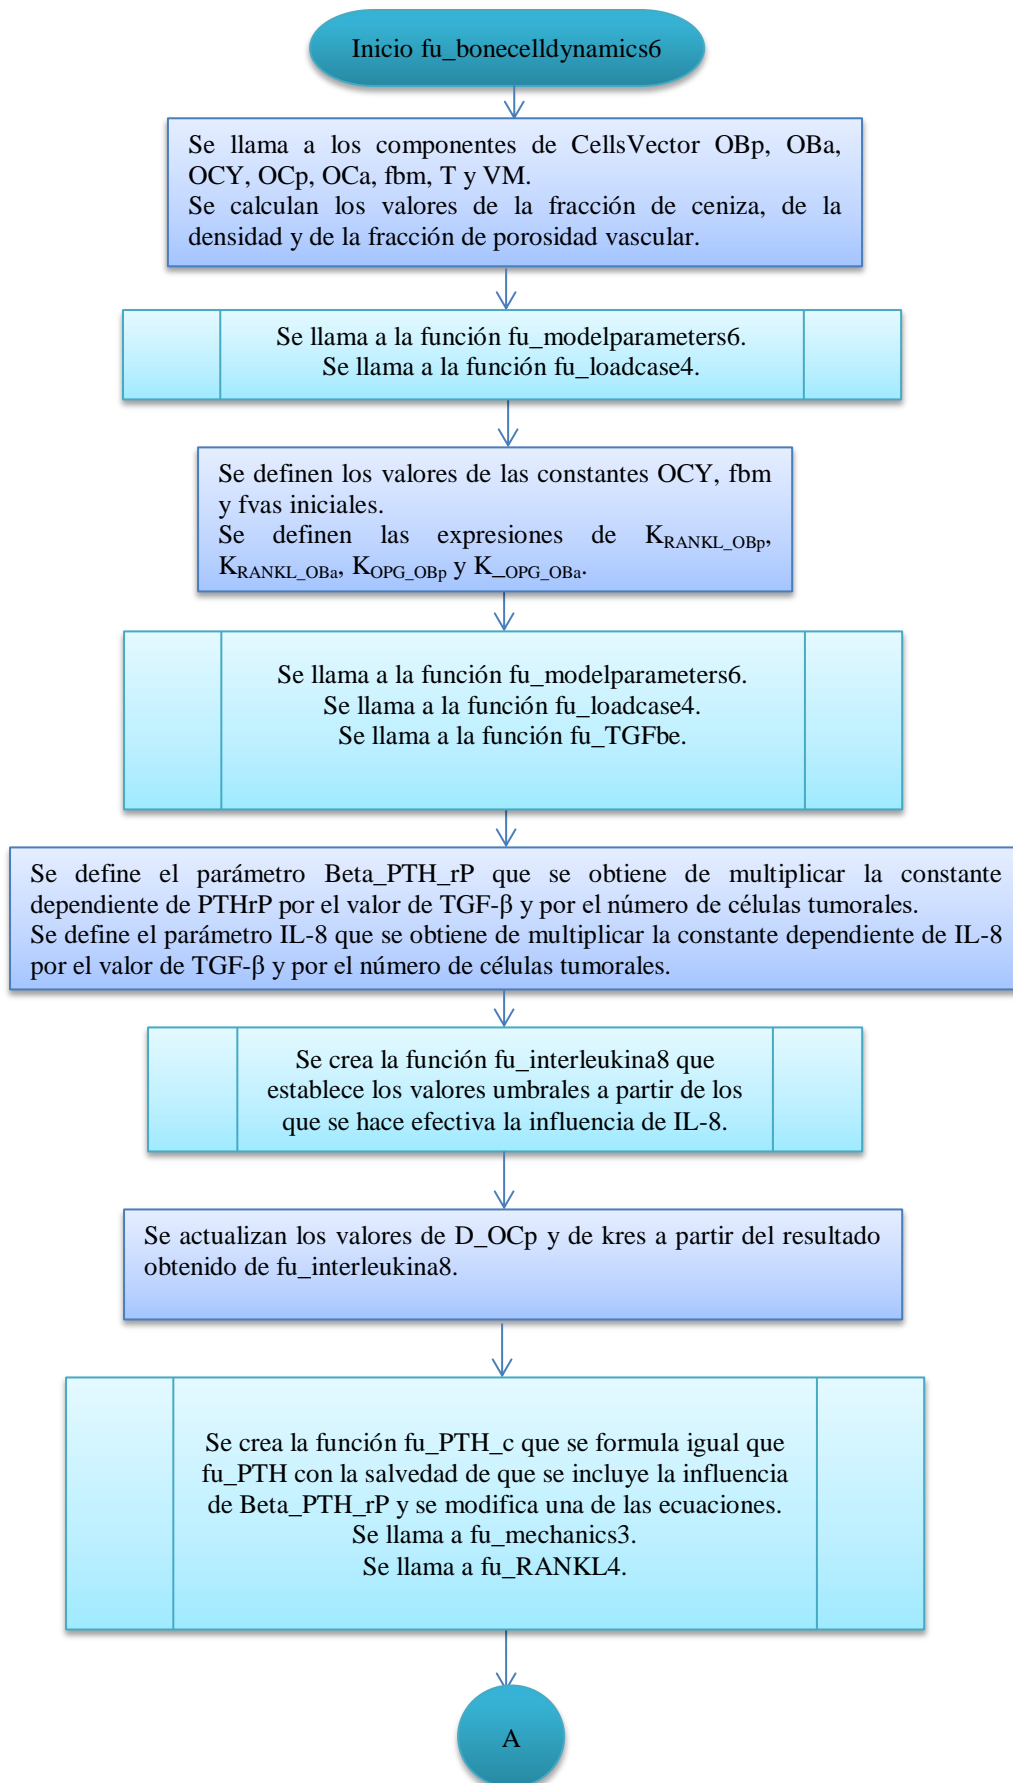 Inicio fu_bonecelldynamics6
Se llama a los componentes de CellsVector OBp, OBa,
OCY, OCp, OCa, fbm, T y VM.
Se calculan los valores de la fracción de ceniza, de la
densidad y de la fracción de porosidad vascular.
Se llama a la función fu_modelparameters6.
Se llama a la función fu_loadcase4.
Se definen los valores de las constantes OCY, fbm
y fvas iniciales.
Se definen las expresiones de K_RANKL_OBp,
K_RANKL_OBa, K_OPG_OBp y K__OPG_OBa.
Se llama a la función fu_modelparameters6.
Se llama a la función fu_loadcase4.
Se llama a la función fu_TGFbe.
Se define el parámetro Beta_PTH_rP que se obtiene de multiplicar la constante
dependiente de PTHrP por el valor de TGF-β y por el número de células tumorales.
Se define el parámetro IL-8 que se obtiene de multiplicar la constante dependiente de IL-8
por el valor de TGF-β y por el número de células tumorales.
Se crea la función fu_interleukina8 que
establece los valores umbrales a partir de los
que se hace efectiva la influencia de IL-8.
Se actualizan los valores de D_OCp y de kres a partir del resultado
obtenido de fu_interleukina8.
Se crea la función fu_PTH_c que se formula igual que
fu_PTH con la salvedad de que se incluye la influencia
de Beta_PTH_rP y se modifica una de las ecuaciones.
Se llama a fu_mechanics3.
Se llama a fu_RANKL4.
A